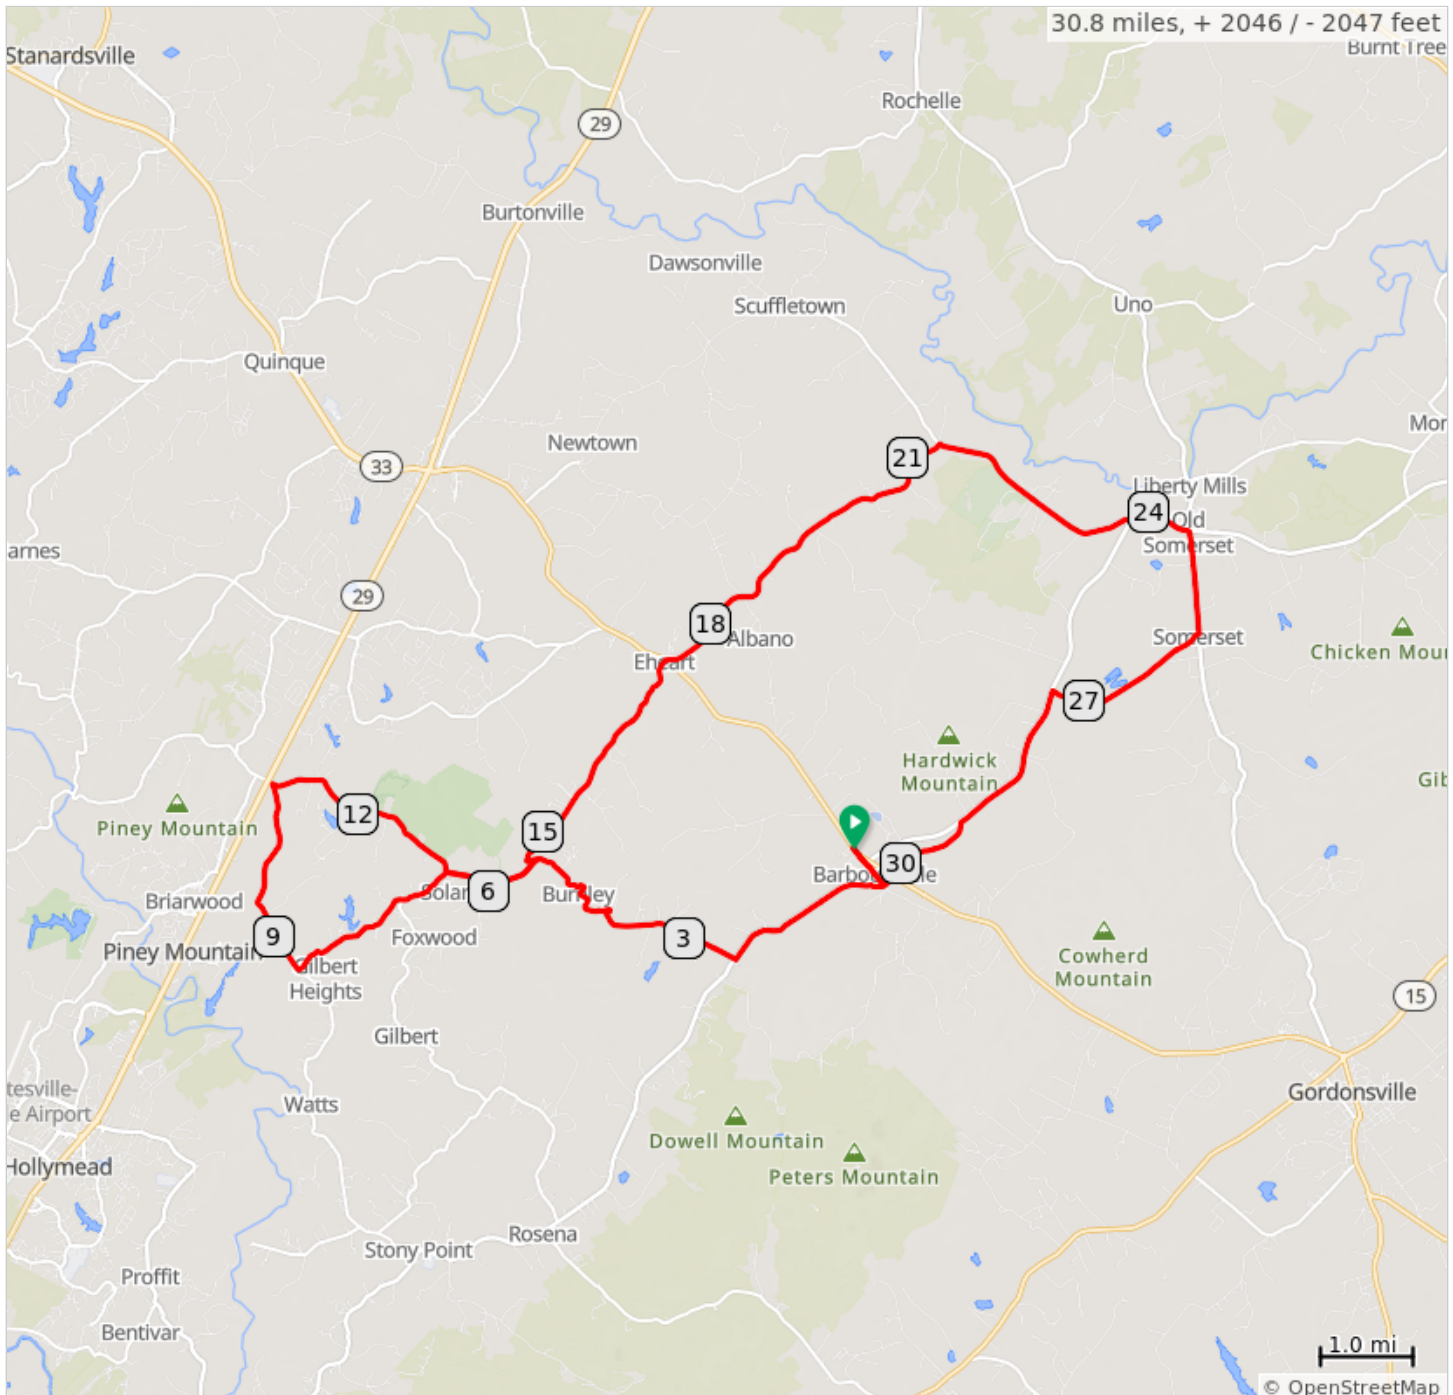 30.8 miles, + 2046 / - 2047 feet
Stanardsville
Burnt Tree
Rochelle
29
Burtonville
Dawsonville
Scuffletown
Uno
Quinque
Newtown
Mor
33
21
Liberty Mills
24
Old
Somerset
arnes
29
18
Albano
Somerset
Eheart
Chicken Mour
27
Hardwick
Mountain
Gib
Piney Mountain
12
15
30
Barbo
le
Solar
6
Burnley
Briarwood
9
3
Foxwood
Piney Mountain
Gilbert
Heights
Cowherd
Mountain
15
Gilbert
tesville-
e Airport
Watts
Gordonsville
Dowell Mountain
Peters Mountain
Hollymead
Rosena
Stony Point
Proffit
Bentivar
1.0 mi
© OpenStreetMap